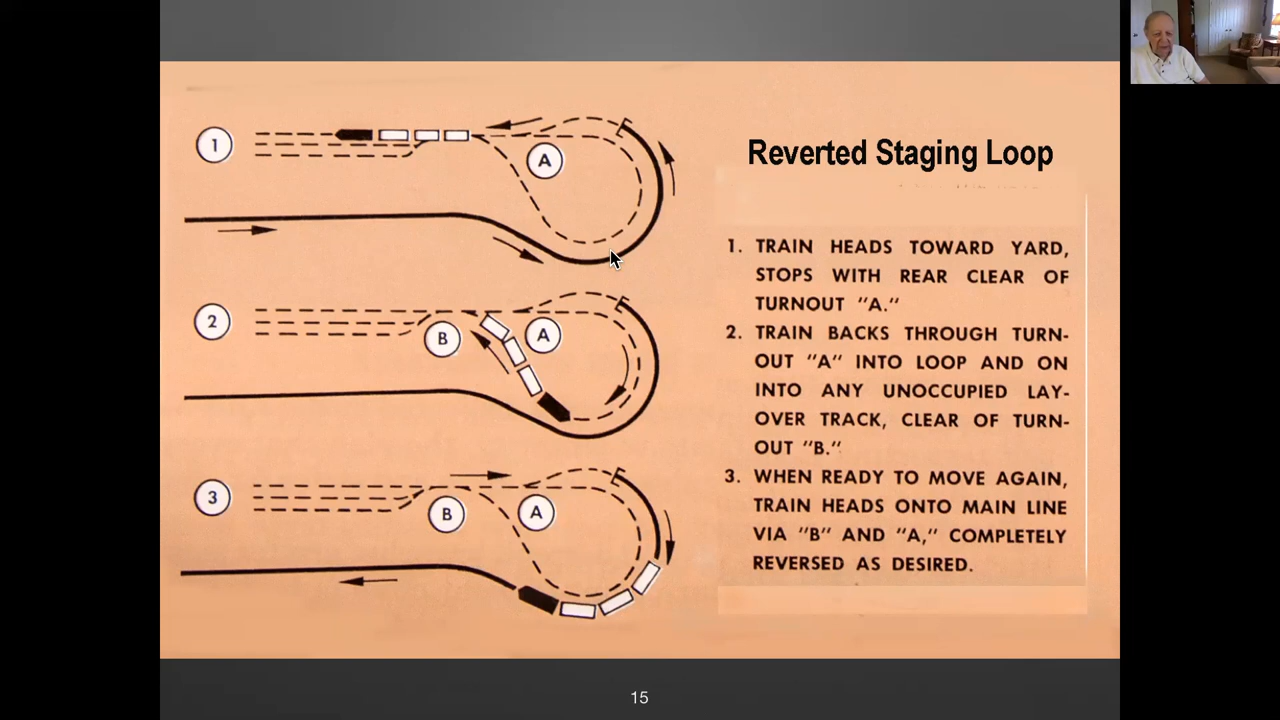 Reverted Staging Loop
1
A
2
B
A
3
B
A
1. TRAIN HEADS TOWARD YARD,
STOPS WITH REAR CLEAR OF
TURNOUT "A."
2. TRAIN BACKS THROUGH TURN-
OUT "A" INTO LOOP AND ON
INTO ANY UNOCCUPIED LAY-
OVER TRACK, CLEAR OF TURN-
OUT "B."
3. WHEN READY TO MOVE AGAIN,
TRAIN HEADS ONTO MAIN LINE
VIA "B" AND "A," COMPLETELY
REVERSED AS DESIRED.
15